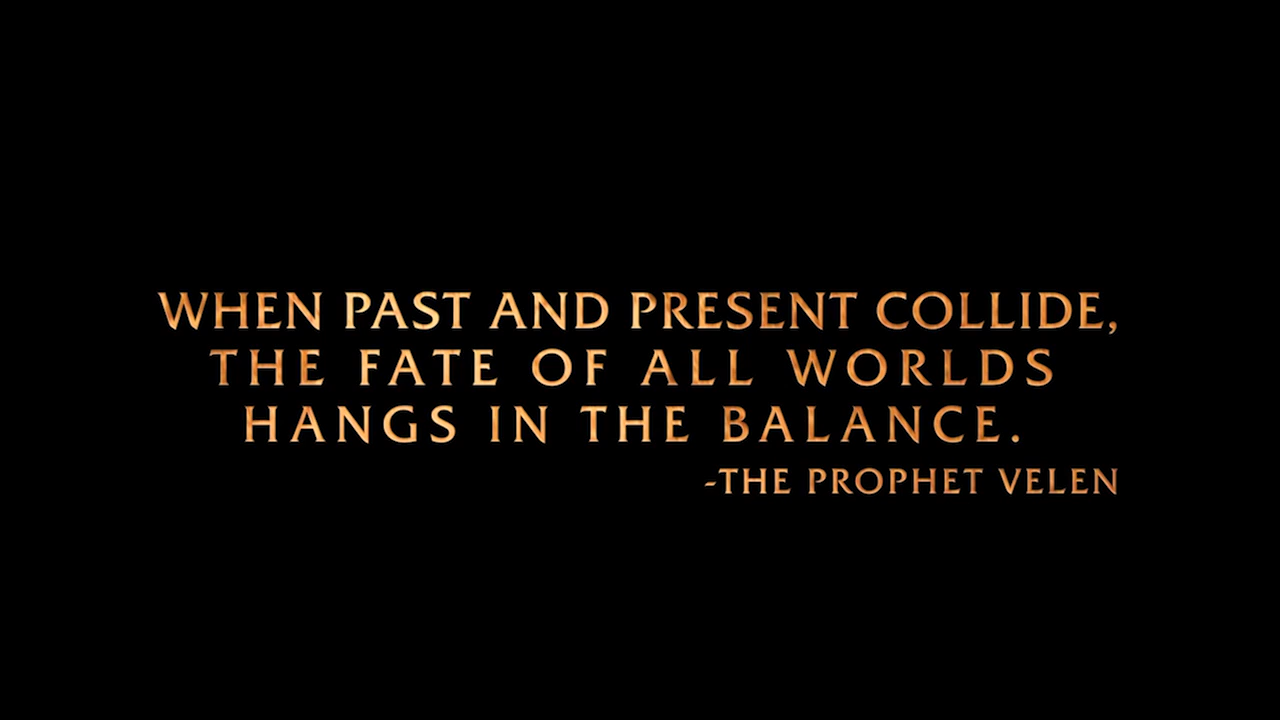 WHEN PAST AND PRESENT COLLIDE,
THE FATE OF ALL WORLDS
HANGS IN THE BALANCE.
-THE PROPHET VELEN